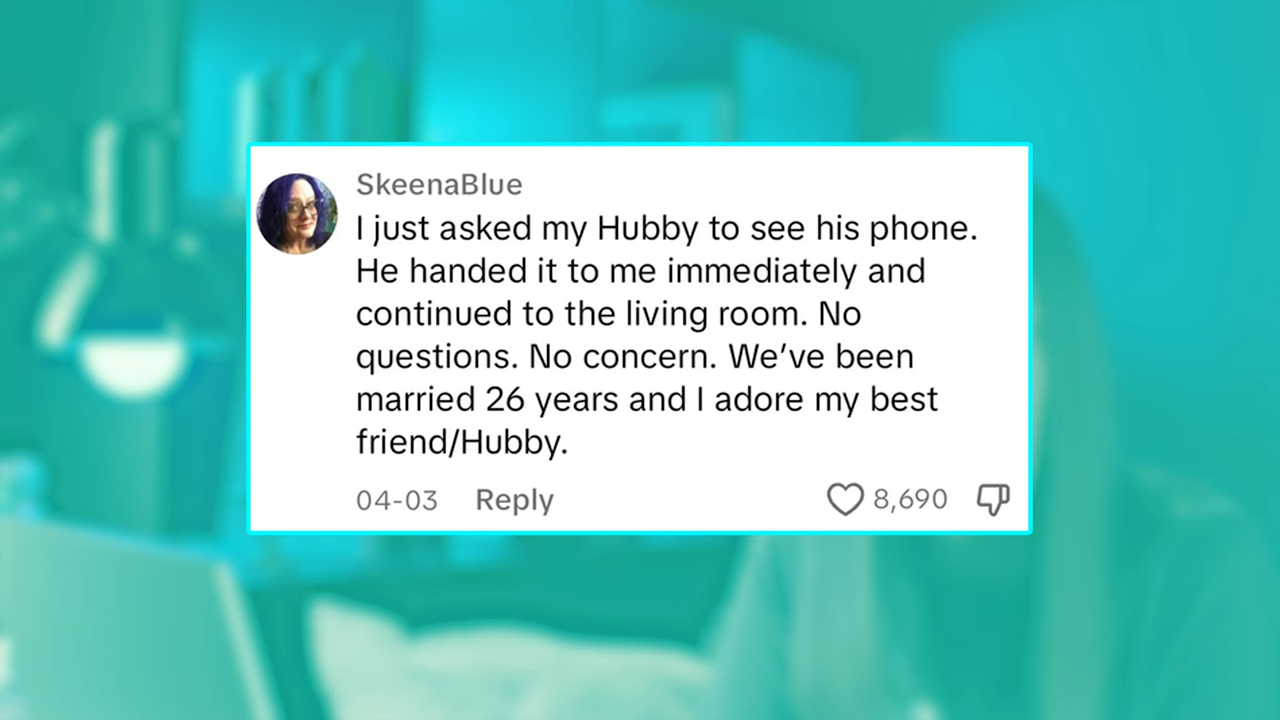 SkeenaBlue
I just asked my Hubby to see his phone.
He handed it to me immediately and
continued to the living room. No
questions. No concern. We’ve been
married 26 years and I adore my best
friend/Hubby.
04-03 Reply 8,690